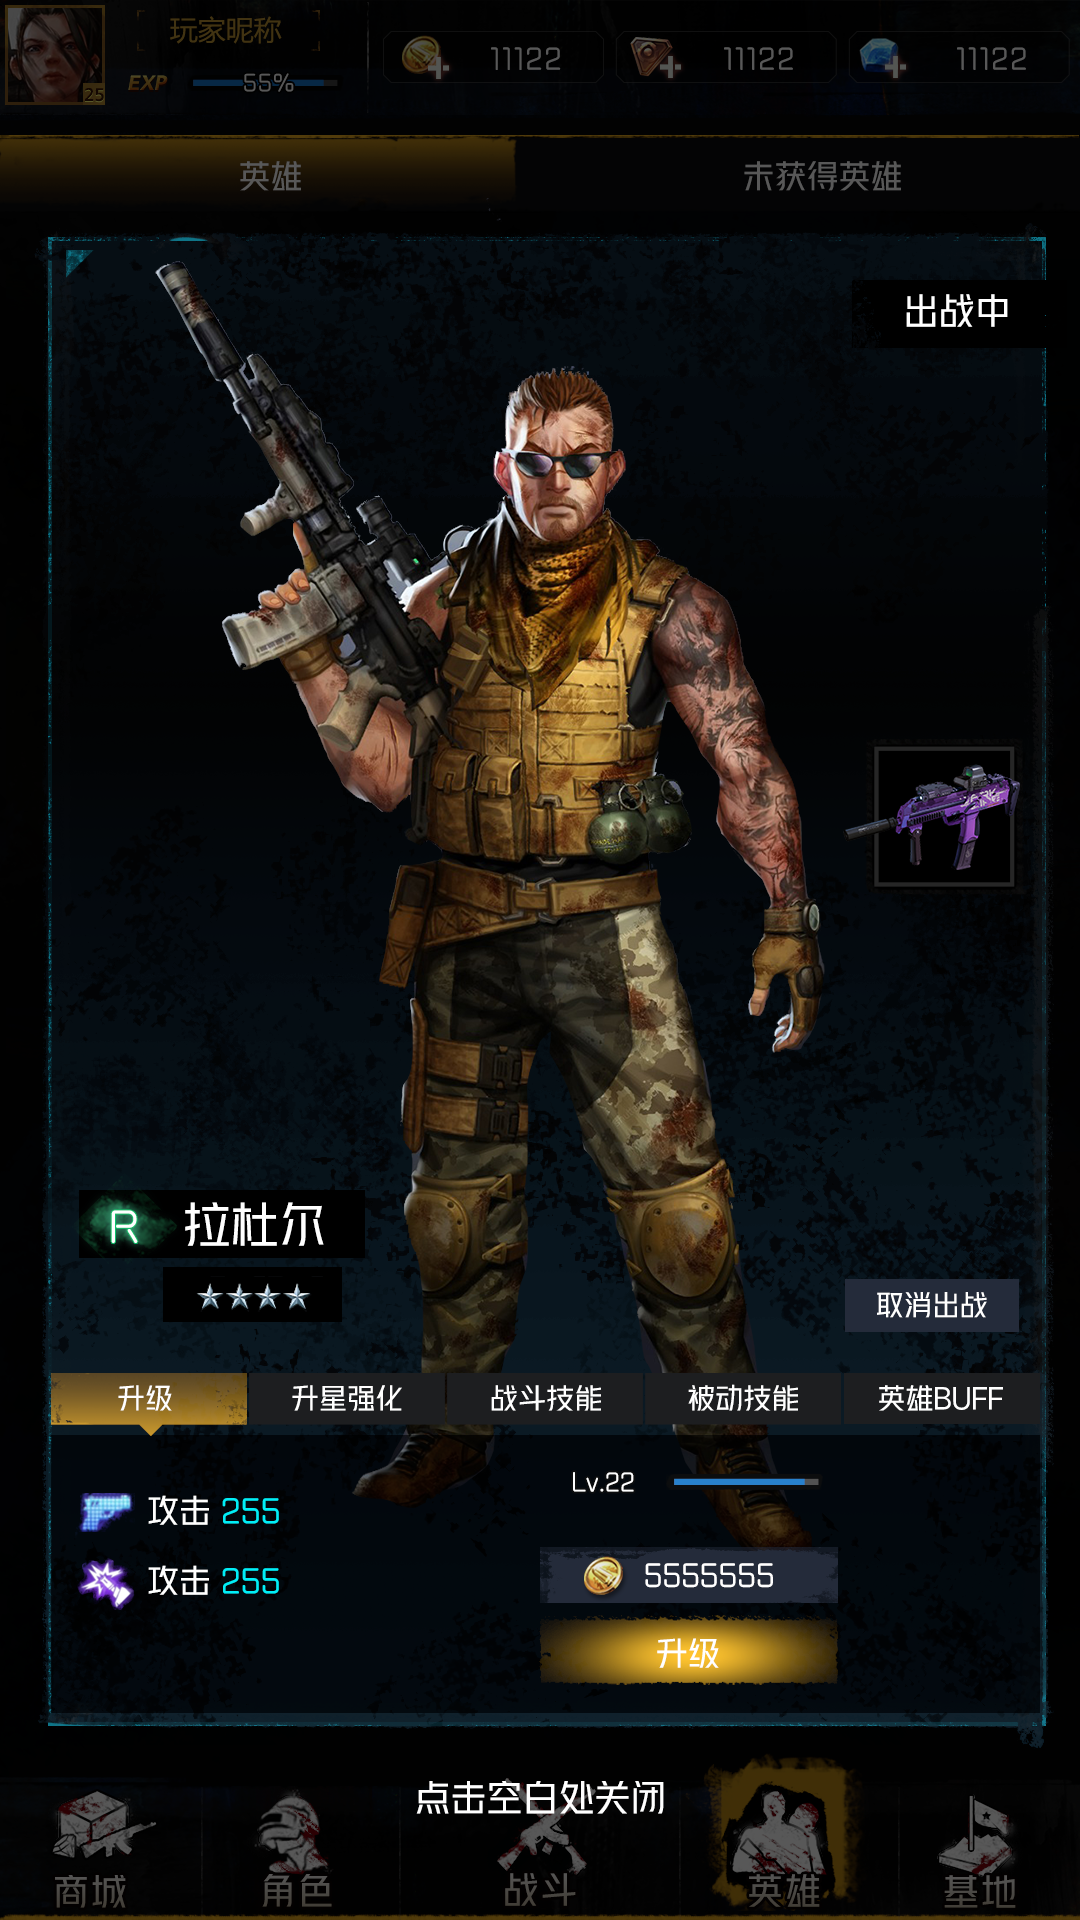 玩家昵称
EXP 55%
25
11122
11122
11122
英雄
未获得英雄
出战中
R 拉杜尔
取消出战
升级
升星强化
战斗技能
被动技能
英雄BUFF
Lv.22
攻击 255
攻击 255
5555555
升级
点击空白处关闭
商城
角色
战斗
英雄
基地